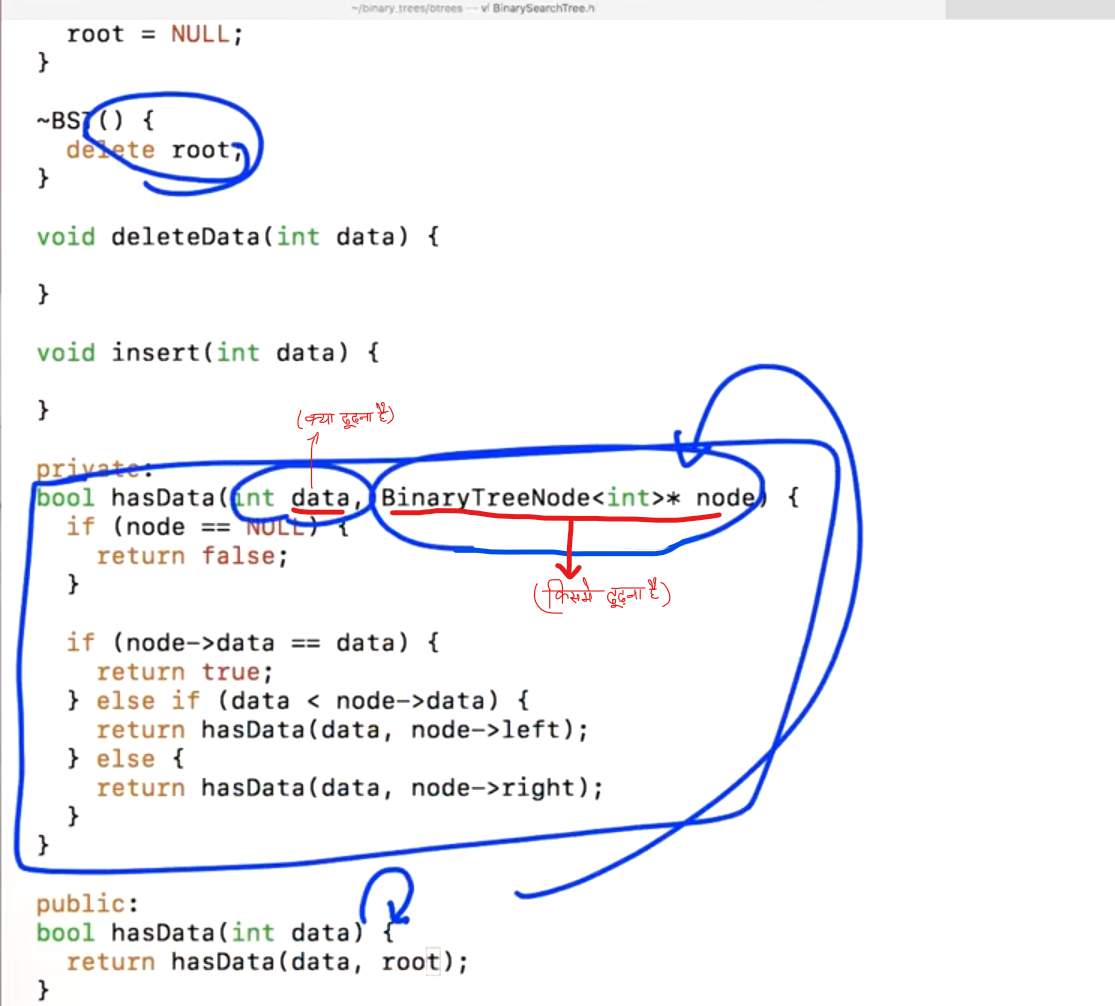 ~/binary_trees/btrees — vi BinarySearchTree.h
root = NULL;
}
~BST() {
delete root;
}
void deleteData(int data) {
}
void insert(int data) {
}
(क्या ढूढना है)
private:
bool hasData(int data, BinaryTreeNode<int>* node) {
if (node == NULL) {
return false;
}
(किसमे ढूढ़ना है)
if (node->data == data) {
return true;
} else if (data < node->data) {
return hasData(data, node->left);
} else {
return hasData(data, node->right);
}
}
public:
bool hasData(int data) {
return hasData(data, root);
}